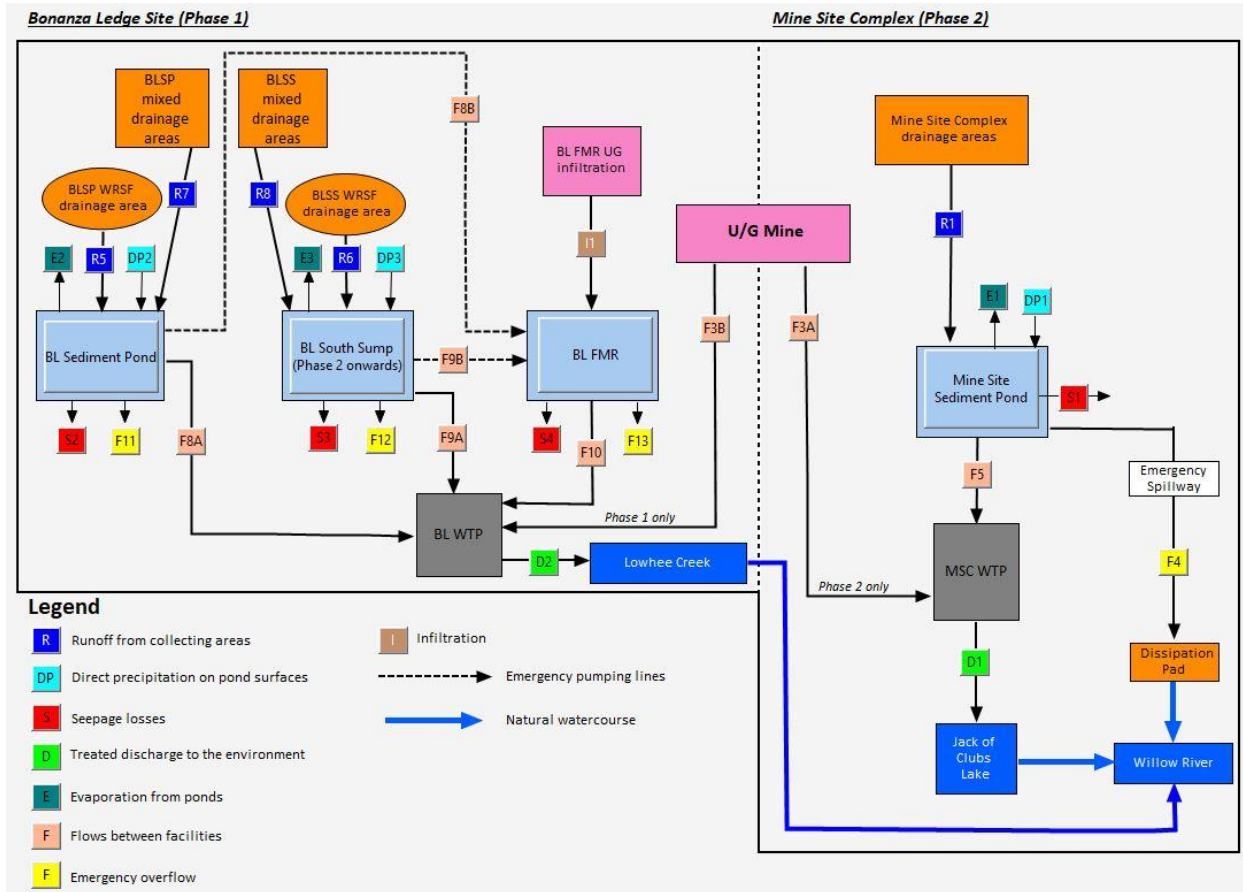 Bonanza Ledge Site (Phase 1)
Mine Site Complex (Phase 2)
BLSP
mixed
drainage
areas
BLSS
mixed
drainage
areas
F8B
BL FMR UG
infiltration
Mine Site Complex
drainage areas
BLSP WRSF
drainage area
R7
R8
BLSS WRSF
drainage area
U/G Mine
R1
E2
R5
DP2
E3
R6
DP3
I1
E1
DP1
F3B
F3A
BL Sediment Pond
BL South Sump
(Phase 2 onwards)
F9B
BL FMR
Mine Site
Sediment Pond
S1
S2
F11
F8A
S3
F12
F9A
S4
F10
F13
F5
Emergency
Spillway
Phase 1 only
BL WTP
D2
Lowhee Creek
MSC WTP
F4
Phase 2 only
D1
Dissipation
Pad
Jack of
Clubs
Lake
Willow River
Legend
R
Runoff from collecting areas
I
Infiltration
DP
Direct precipitation on pond surfaces
Emergency pumping lines
S
Seepage losses
Natural watercourse
D
Treated discharge to the environment
E
Evaporation from ponds
F
Flows between facilities
F
Emergency overflow